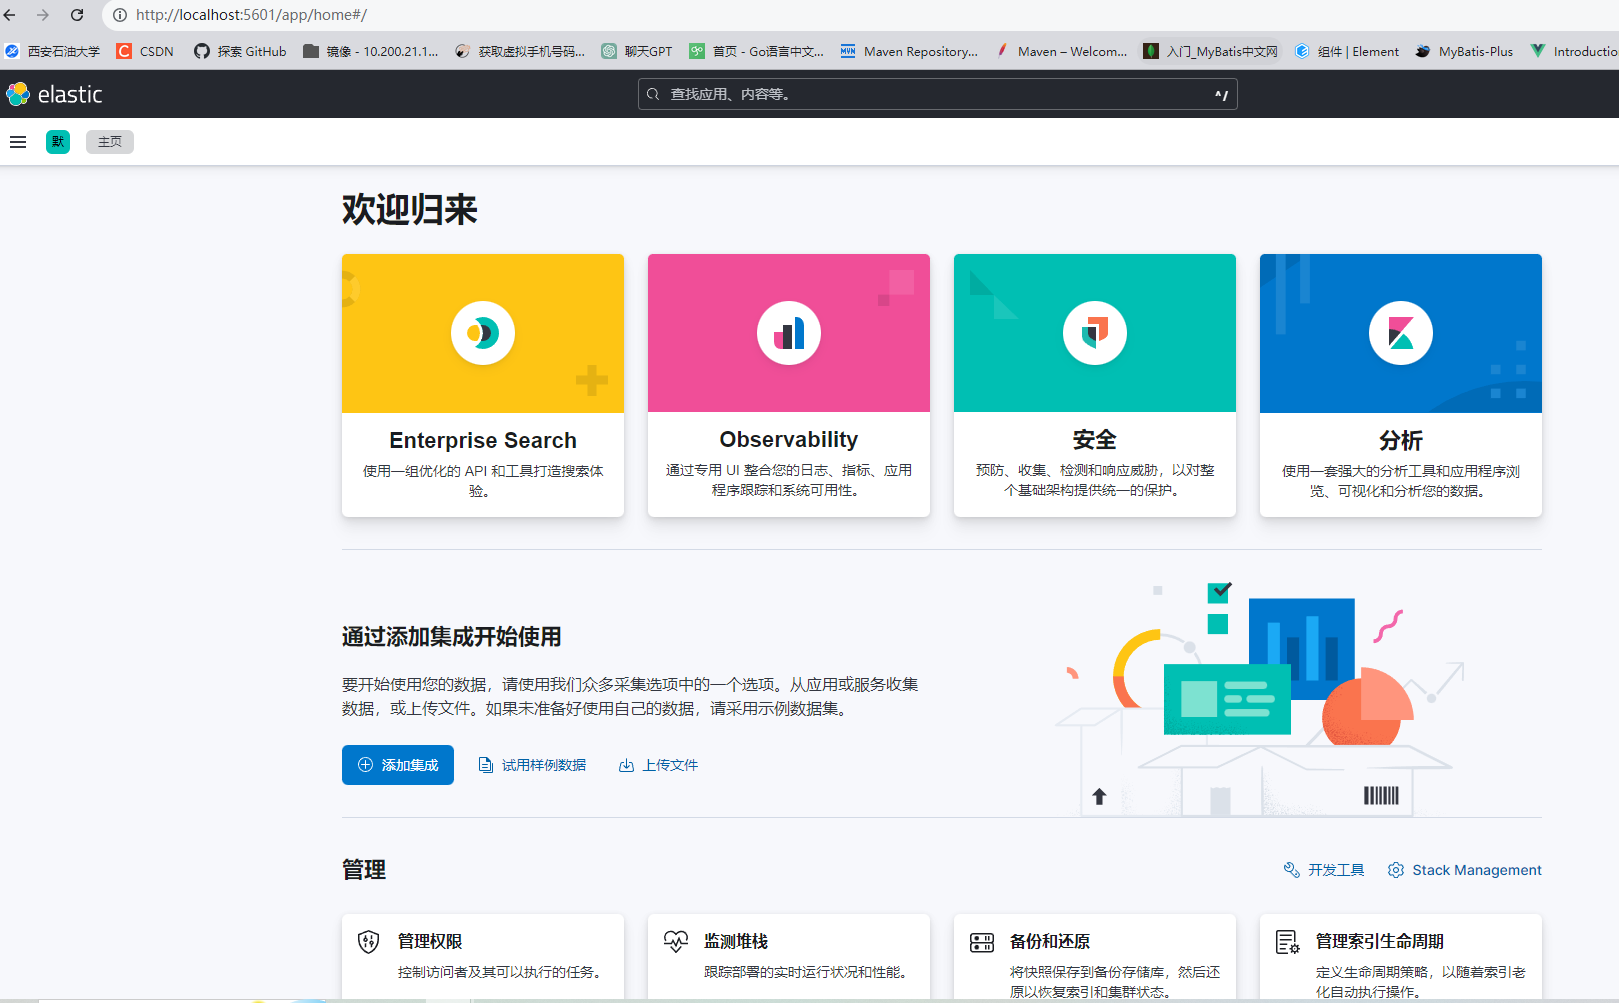 http://localhost:5601/app/home#/
西安石油大学 CSDN 探索 GitHub 镜像 - 10.200.21.1... 获取虚拟手机号码... 聊天GPT 首页 - Go语言中文... Maven Repository... Maven – Welcom... 入门_MyBatis中文网 组件 | Element MyBatis-Plus Introductio
elastic
查找应用、内容等。 ^/
默 主页
欢迎归来
Enterprise Search
使用一组优化的 API 和工具打造搜索体
验。
Observability
通过专用 UI 整合您的日志、指标、应用
程序跟踪和系统可用性。
安全
预防、收集、检测和响应威胁，以对整
个基础架构提供统一的保护。
分析
使用一套强大的分析工具和应用程序浏
览、可视化和分析您的数据。
通过添加集成开始使用
要开始使用您的数据，请使用我们众多采集选项中的一个选项。从应用或服务收集
数据，或上传文件。如果未准备好使用自己的数据，请采用示例数据集。
添加集成 试用样例数据 上传文件
管理
开发工具 Stack Management
管理权限
控制访问者及其可以执行的任务。
监测堆栈
跟踪部署的实时运行状况和性能。
备份和还原
将快照保存到备份存储库，然后还
原以恢复索引和集群状态。
管理索引生命周期
定义生命周期策略，以随着索引老
化自动执行操作。